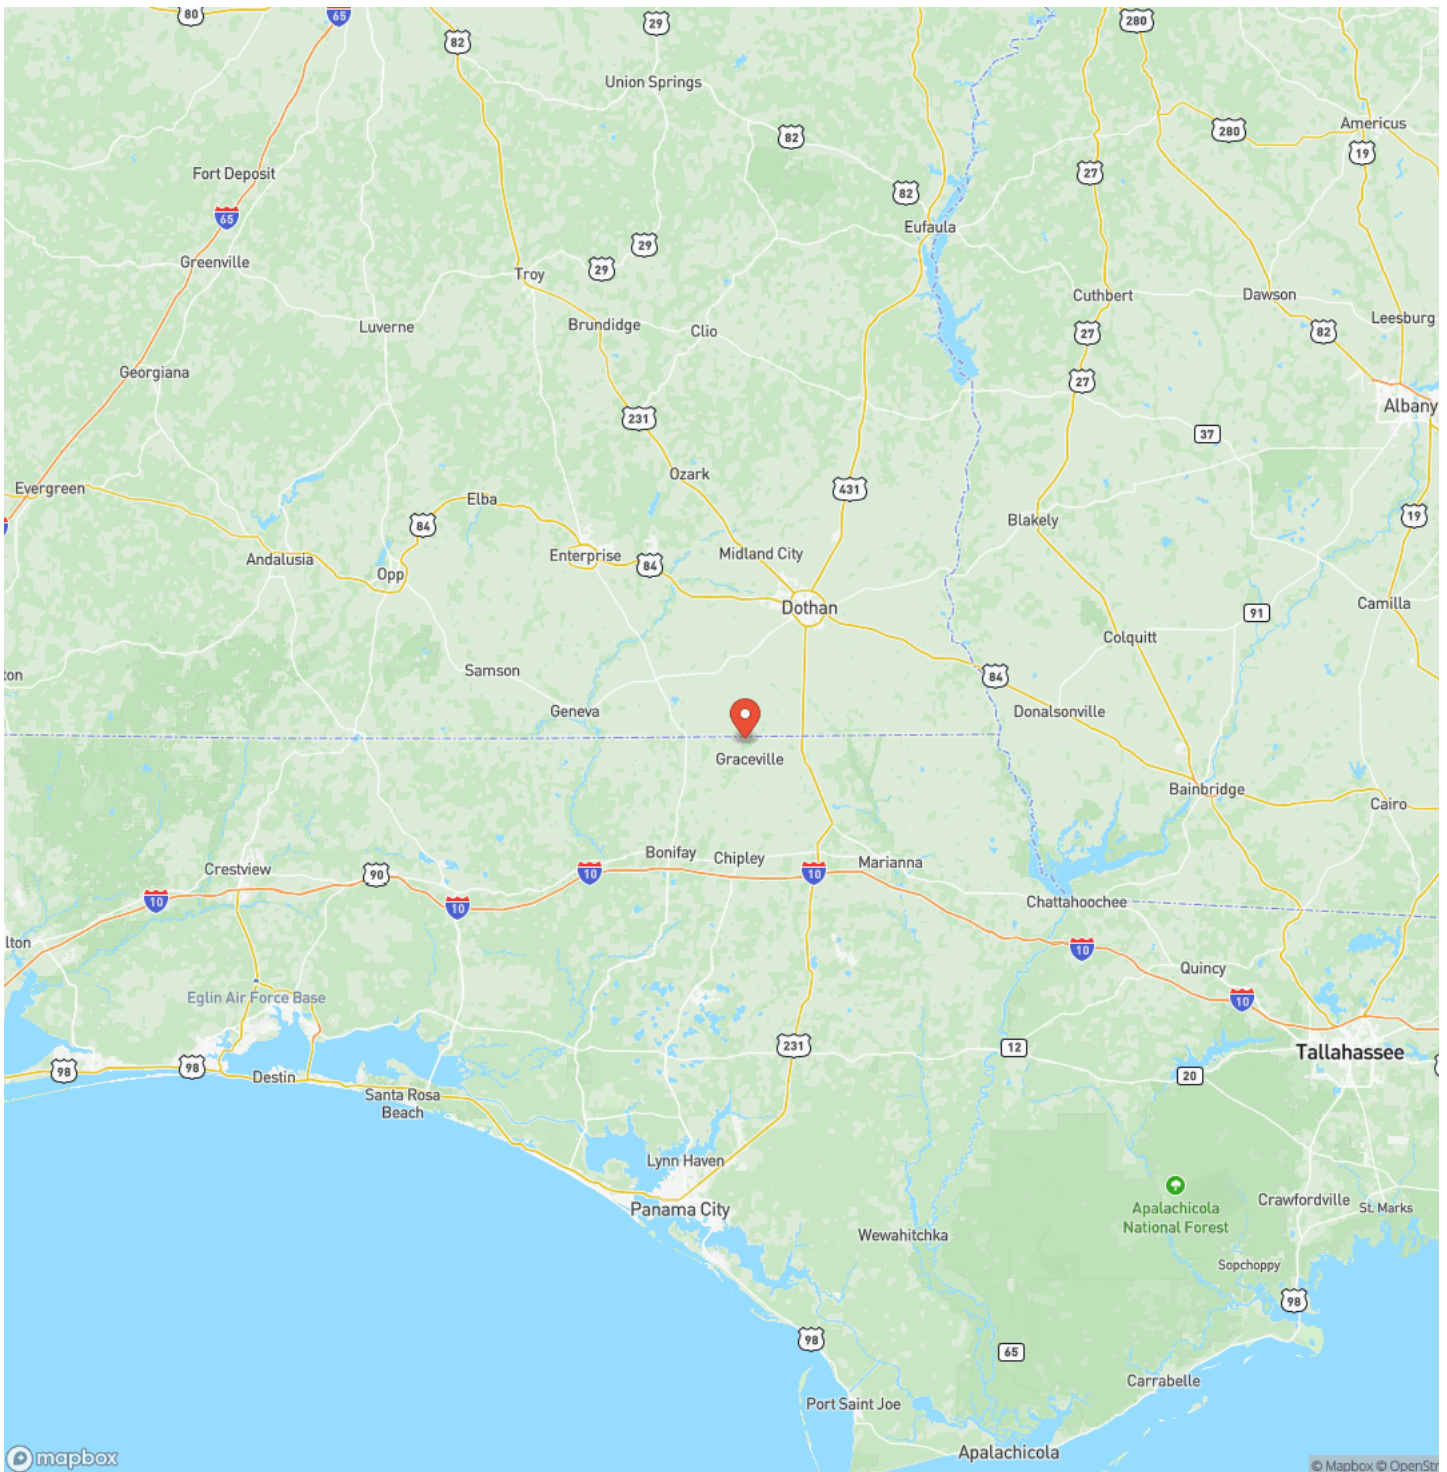 80
65
29
82
280
Union Springs
82
280
Americus
19
Fort Deposit
27
82
65
Eufaula
29
Greenville
29
Troy
Cuthbert
Dawson
Leesburg
Luverne
Brundidge
Clio
27
82
Georgiana
27
Albany
231
37
Ozark
Evergreen
Elba
431
84
Blakely
19
Andalusia
Enterprise
84
Midland City
Opp
Dothan
91
Camilla
Colquitt
ton
Samson
84
Geneva
Donalsonville
Graceville
Bainbridge
Cairo
Crestview
90
10
Bonifay
Chipley
10
Marianna
10
10
Chattahoochee
lton
10
Quincy
10
Eglin Air Force Base
231
12
Tallahassee
98
98
Destin
20
Santa Rosa
Beach
Lynn Haven
Panama City
Apalachicola
National Forest
Crawfordville
St. Marks
Wewahitchka
Sopchoppy
98
98
65
Carrabelle
Port Saint Joe
Apalachicola
mapbox
© Mapbox © OpenStr